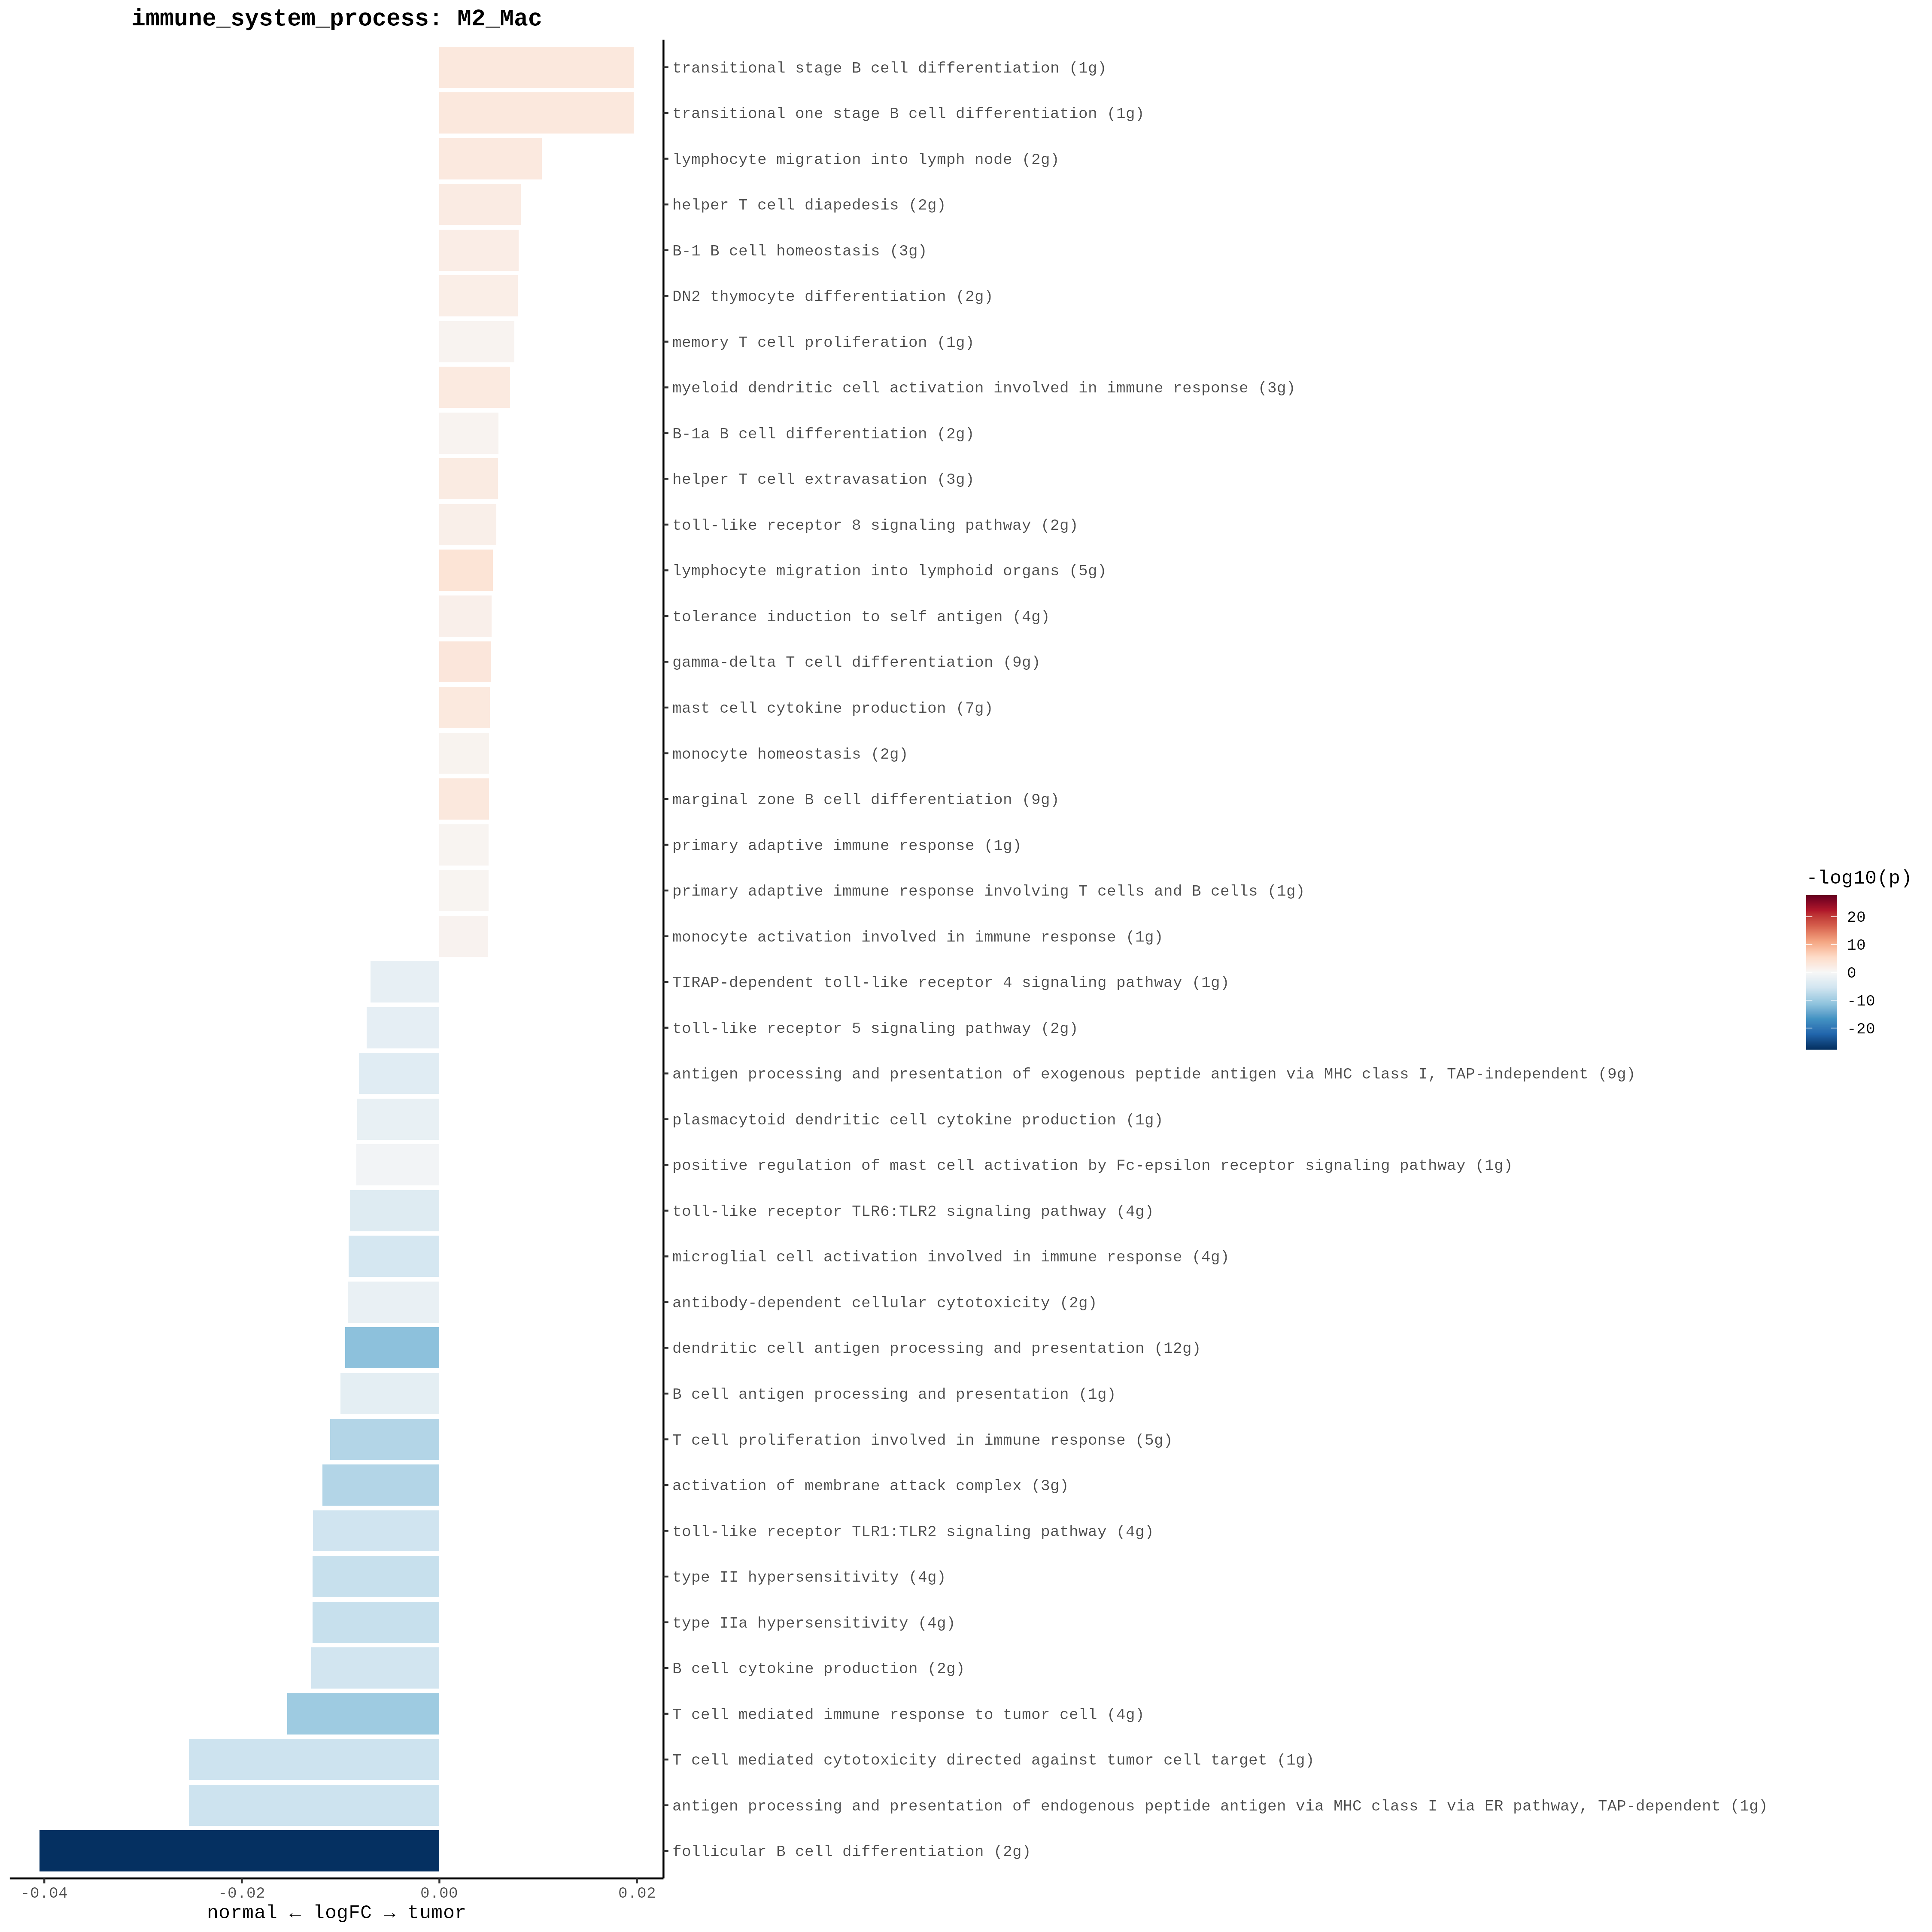 immune_system_process: M2_Mac
transitional stage B cell differentiation (1g)
transitional one stage B cell differentiation (1g)
lymphocyte migration into lymph node (2g)
helper T cell diapedesis (2g)
B-1 B cell homeostasis (3g)
DN2 thymocyte differentiation (2g)
memory T cell proliferation (1g)
myeloid dendritic cell activation involved in immune response (3g)
B-1a B cell differentiation (2g)
helper T cell extravasation (3g)
toll-like receptor 8 signaling pathway (2g)
lymphocyte migration into lymphoid organs (5g)
tolerance induction to self antigen (4g)
gamma-delta T cell differentiation (9g)
mast cell cytokine production (7g)
monocyte homeostasis (2g)
marginal zone B cell differentiation (9g)
primary adaptive immune response (1g)
primary adaptive immune response involving T cells and B cells (1g)
monocyte activation involved in immune response (1g)
TIRAP-dependent toll-like receptor 4 signaling pathway (1g)
toll-like receptor 5 signaling pathway (2g)
antigen processing and presentation of exogenous peptide antigen via MHC class I, TAP-independent (9g)
plasmacytoid dendritic cell cytokine production (1g)
positive regulation of mast cell activation by Fc-epsilon receptor signaling pathway (1g)
toll-like receptor TLR6:TLR2 signaling pathway (4g)
microglial cell activation involved in immune response (4g)
antibody-dependent cellular cytotoxicity (2g)
dendritic cell antigen processing and presentation (12g)
B cell antigen processing and presentation (1g)
T cell proliferation involved in immune response (5g)
activation of membrane attack complex (3g)
toll-like receptor TLR1:TLR2 signaling pathway (4g)
type II hypersensitivity (4g)
type IIa hypersensitivity (4g)
B cell cytokine production (2g)
T cell mediated immune response to tumor cell (4g)
T cell mediated cytotoxicity directed against tumor cell target (1g)
antigen processing and presentation of endogenous peptide antigen via MHC class I via ER pathway, TAP-dependent (1g)
follicular B cell differentiation (2g)
-0.04 -0.02 0.00 0.02
normal ← logFC → tumor
-log10(p)
20
10
0
-10
-20